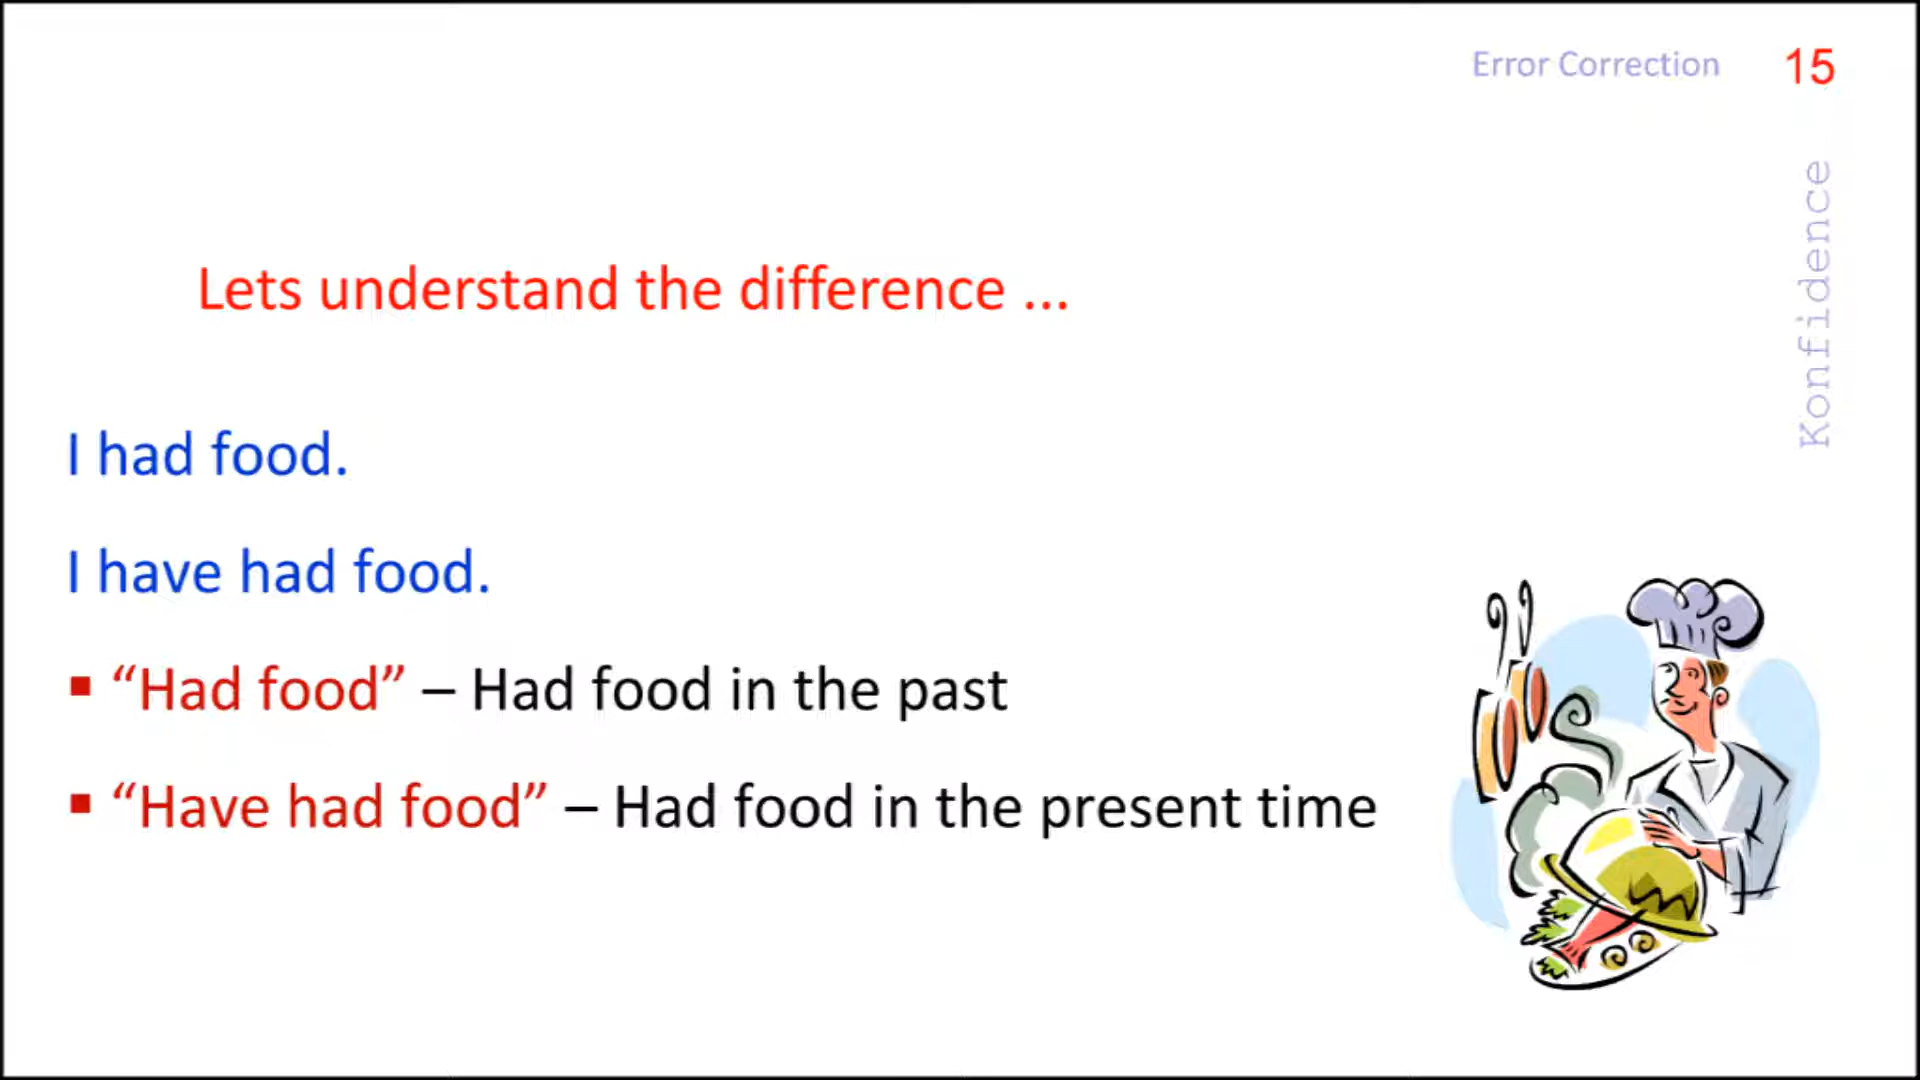 Error Correction 15
Konfidence
Lets understand the difference ...
I had food.
I have had food.
▪ “Had food” – Had food in the past
▪ “Have had food” – Had food in the present time